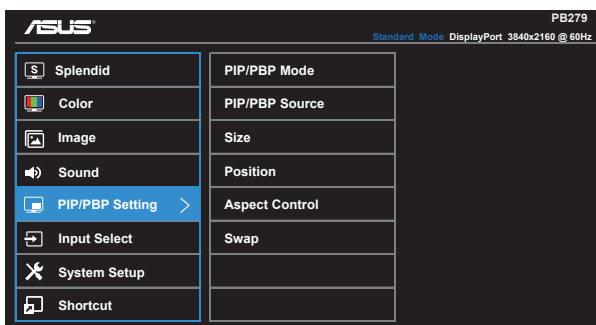 ASUS
PB279
Standard Mode DisplayPort 3840x2160 @ 60Hz
S Splendid
Color
Image
Sound
PIP/PBP Setting
Input Select
System Setup
Shortcut
PIP/PBP Mode
PIP/PBP Source
Size
Position
Aspect Control
Swap